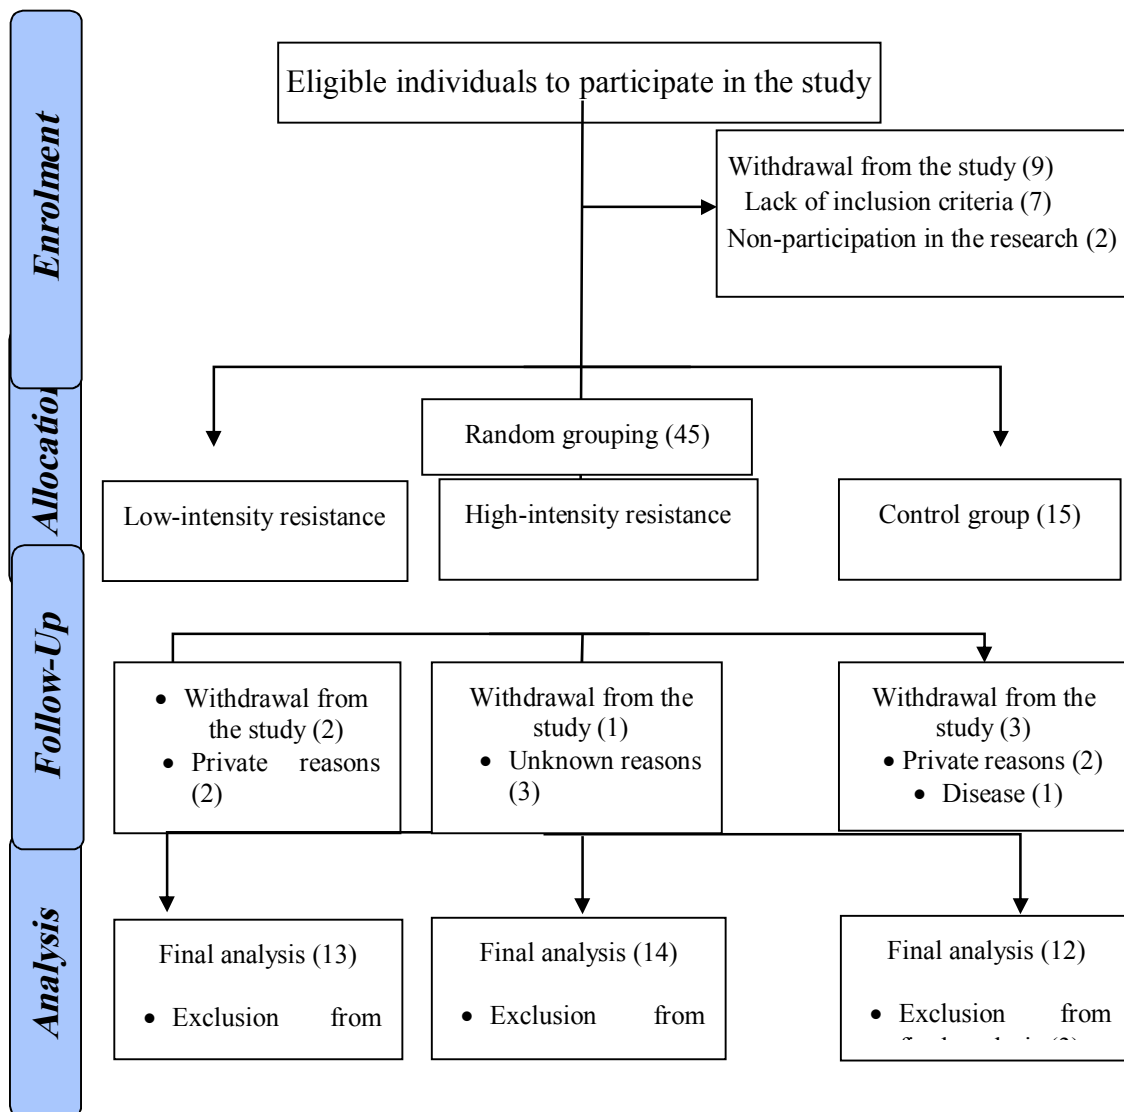 Enrolment
Eligible individuals to participate in the study
Withdrawal from the study (9)
Lack of inclusion criteria (7)
Non-participation in the research (2)
Allocation
Random grouping (45)
Low-intensity resistance
High-intensity resistance
Control group (15)
Follow-Up
• Withdrawal from
the study (2)
• Private reasons
(2)
Withdrawal from the
study (1)
• Unknown reasons
(3)
Withdrawal from the
study (3)
• Private reasons (2)
• Disease (1)
Analysis
Final analysis (13)
• Exclusion from
Final analysis (14)
• Exclusion from
Final analysis (12)
• Exclusion from